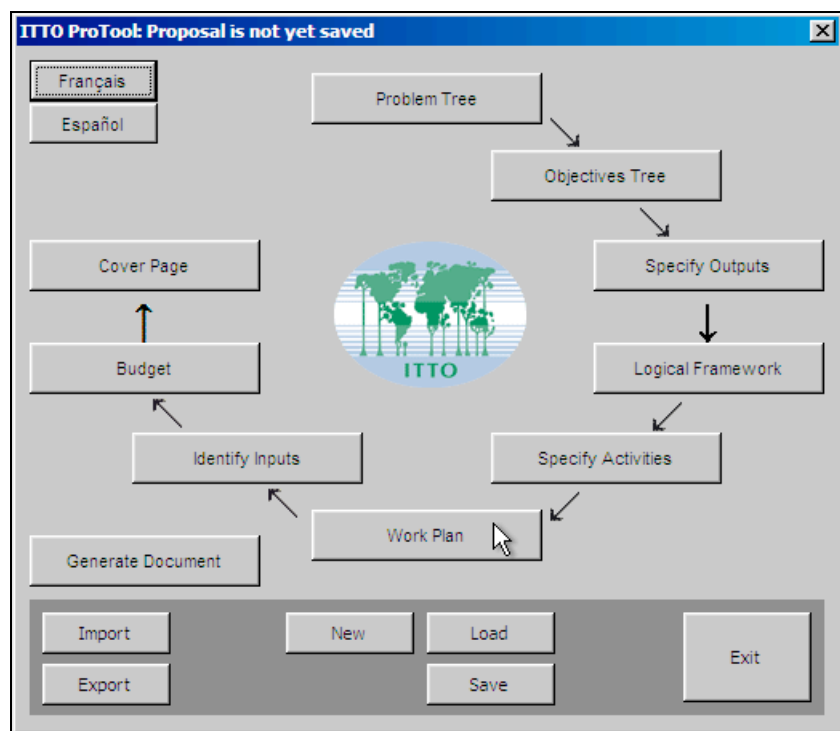 ITTO ProTool: Proposal is not yet saved
Français
Español
Problem Tree
Objectives Tree
Cover Page
Specify Outputs
ITTO
Budget
Logical Framework
Identify Inputs
Specify Activities
Work Plan
Generate Document
Import
New
Load
Exit
Export
Save